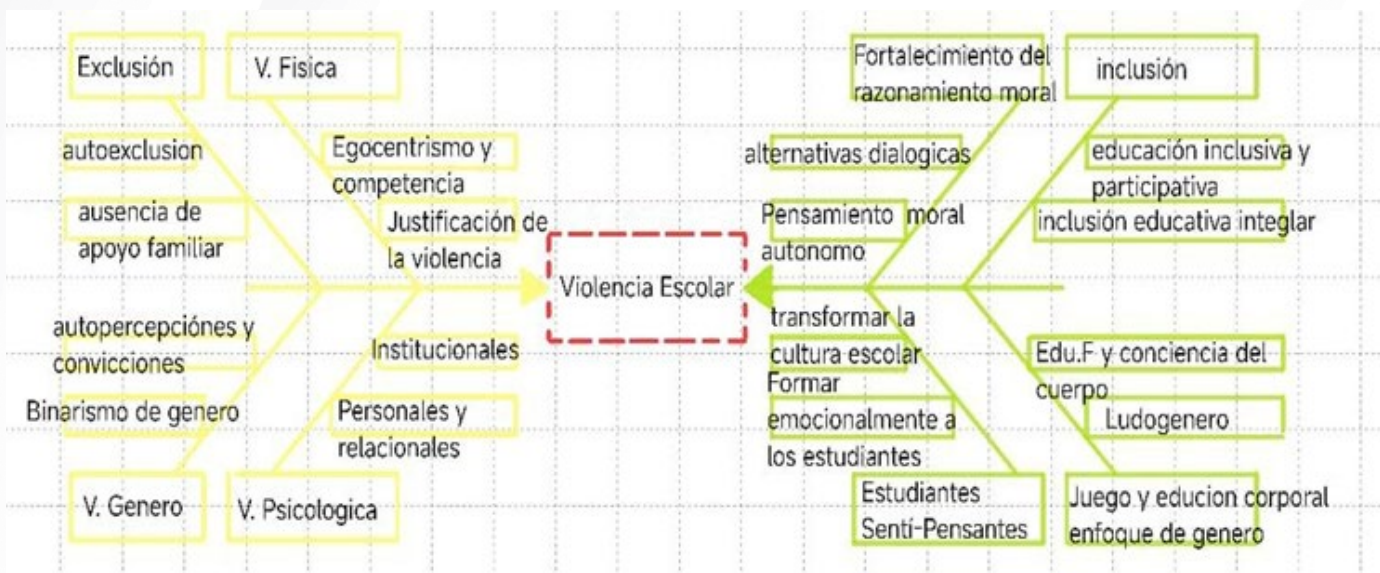 Exclusión
V. Fisica
autoexclusion
Egocentrismo y
competencia
ausencia de
apoyo familiar
Justificación de
la violencia
autopercepciónes y
convicciones
Institucionales
Binarismo de genero
Personales y
relacionales
V. Genero
V. Psicologica
Violencia Escolar
Fortalecimiento del
razonamiento moral
inclusión
alternativas dialogicas
educación inclusiva y
participativa
Pensamiento moral
autonomo
inclusión educativa integlar
transformar la
cultura escolar
Edu.F y conciencia del
cuerpo
Formar
emocionalmente a
los estudiantes
Ludogenero
Estudiantes
Sentí-Pensantes
Juego y educion corporal
enfoque de genero